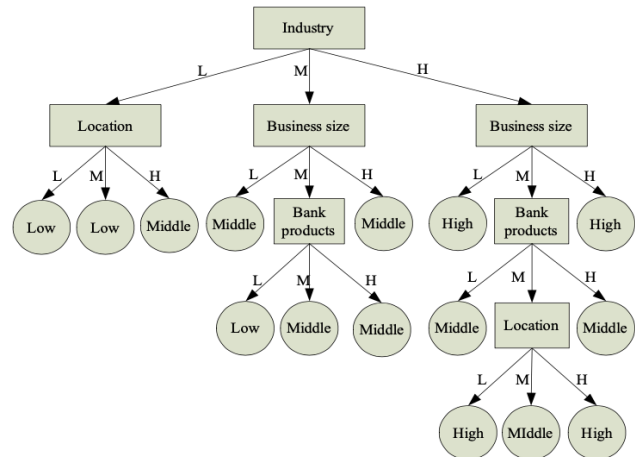 Industry
L
M
H
Location
Business size
Business size
L
M
H
L
M
H
L
M
H
Low
Low
Middle
Middle
Bank
products
Middle
High
Bank
products
High
L
M
H
L
M
H
Low
Middle
Middle
Middle
Location
Middle
L
M
H
High
MIddle
High